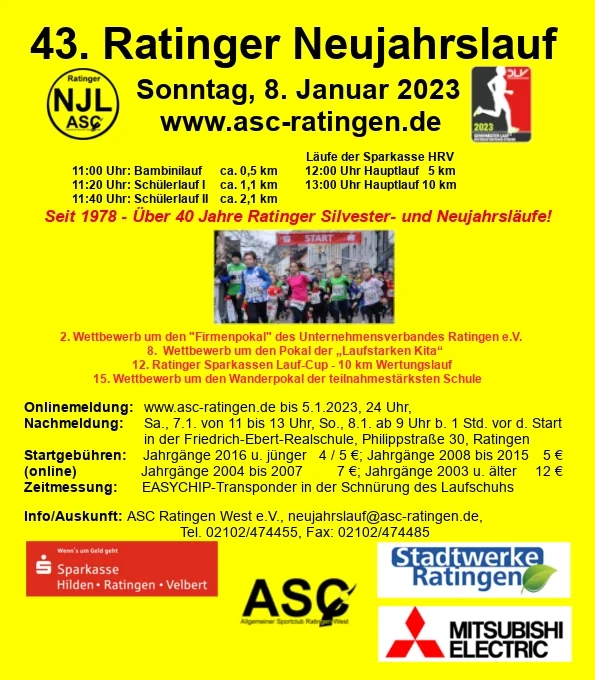 43. Ratinger Neujahrslauf
Ratinger
NJL
ASC
Sonntag, 8. Januar 2023
www.asc-ratingen.de
DLV
2023
Läufe der Sparkasse HRV
11:00 Uhr: Bambinilauf ca. 0,5 km 12:00 Uhr Hauptlauf 5 km
11:20 Uhr: Schülerlauf I ca. 1,1 km 13:00 Uhr Hauptlauf 10 km
11:40 Uhr: Schülerlauf II ca. 2,1 km
Seit 1978 - Über 40 Jahre Ratinger Silvester- und Neujahrsläufe!
START
2. Wettbewerb um den "Firmenpokal" des Unternehmensverbandes Ratingen e.V.
8. Wettbewerb um den Pokal der „Laufstarken Kita“
12. Ratinger Sparkassen Lauf-Cup - 10 km Wertungslauf
15. Wettbewerb um den Wanderpokal der teilnahmestärksten Schule
Onlinemeldung: www.asc-ratingen.de bis 5.1.2023, 24 Uhr,
Nachmeldung: Sa., 7.1. von 11 bis 13 Uhr, So., 8.1. ab 9 Uhr b. 1 Std. vor d. Start
in der Friedrich-Ebert-Realschule, Philippstraße 30, Ratingen
Startgebühren: Jahrgänge 2016 u. jünger 4 / 5 €; Jahrgänge 2008 bis 2015 5 €
(online) Jahrgänge 2004 bis 2007 7 €; Jahrgänge 2003 u. älter 12 €
Zeitmessung: EASYCHIP-Transponder in der Schnürung des Laufschuhs
Info/Auskunft: ASC Ratingen West e.V., neujahrslauf@asc-ratingen.de,
Tel. 02102/474455, Fax: 02102/474485
Wenn's um Geld geht
Sparkasse
Hilden • Ratingen • Velbert
ASC
Allgemeiner Sportclub Ratingen West
Stadtwerke
Ratingen
MITSUBISHI
ELECTRIC